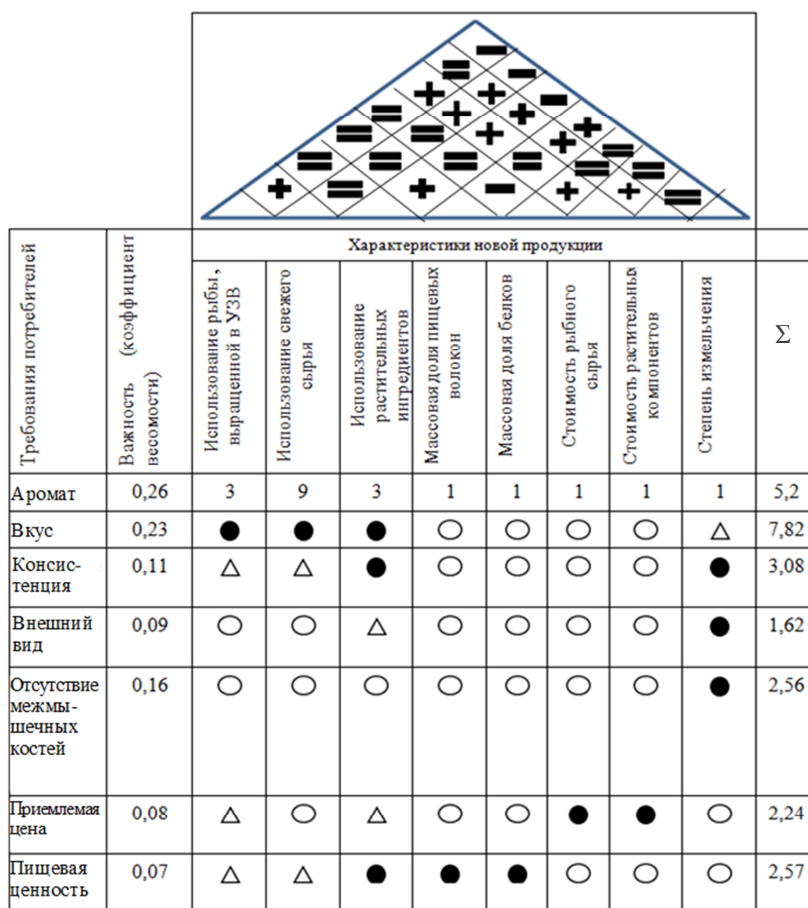 Характеристики новой продукции
Требования потребителей
Важность (коэффициент
весомости)
Использование рыбы,
выращенной в УЗВ
Использование свежего
сырья
Использование
растительных
ингредиентов
Массовая доля пищевых
волокон
Массовая доля белков
Стоимость рыбного
сырья
Стоимость растительных
компонентов
Степень измельчения
Σ
Аромат 0,26 3 9 3 1 1 1 1 1 5,2
Вкус 0,23 7,82
Консис-
тенция 0,11 3,08
Внешний
вид 0,09 1,62
Отсутствие
межмы-
шечных
костей 0,16 2,56
Приемлемая
цена 0,08 2,24
Пищевая
ценность 0,07 2,57